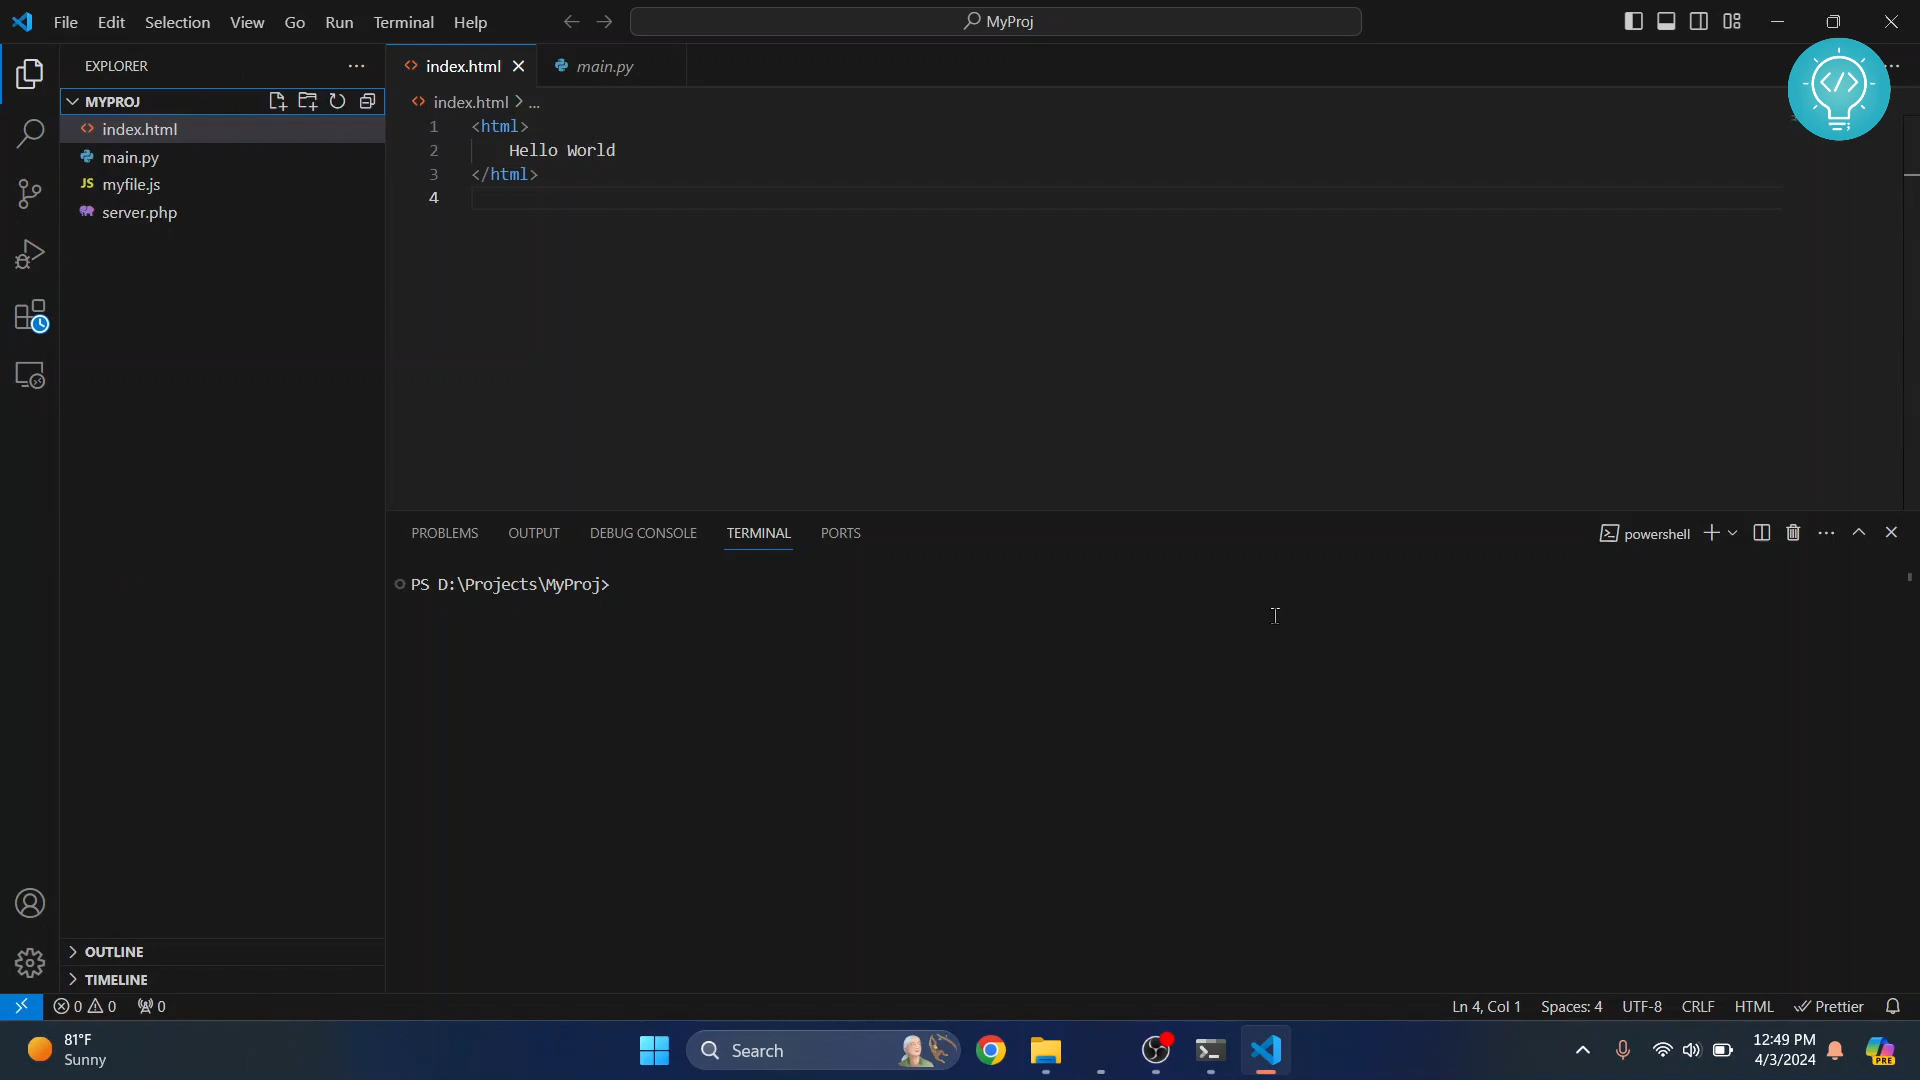 File Edit Selection View Go Run Terminal Help
MyProj
EXPLORER
MYPROJ
index.html
main.py
JS myfile.js
server.php
OUTLINE
TIMELINE
index.html
main.py
index.html > ...
1 <html>
2 Hello World
3 </html>
4
PROBLEMS OUTPUT DEBUG CONSOLE TERMINAL PORTS
powershell
PS D:\Projects\MyProj>
0 0 0
Ln 4, Col 1 Spaces: 4 UTF-8 CRLF HTML Prettier
81°F
Sunny
Search
12:49 PM
4/3/2024
PRE
</>